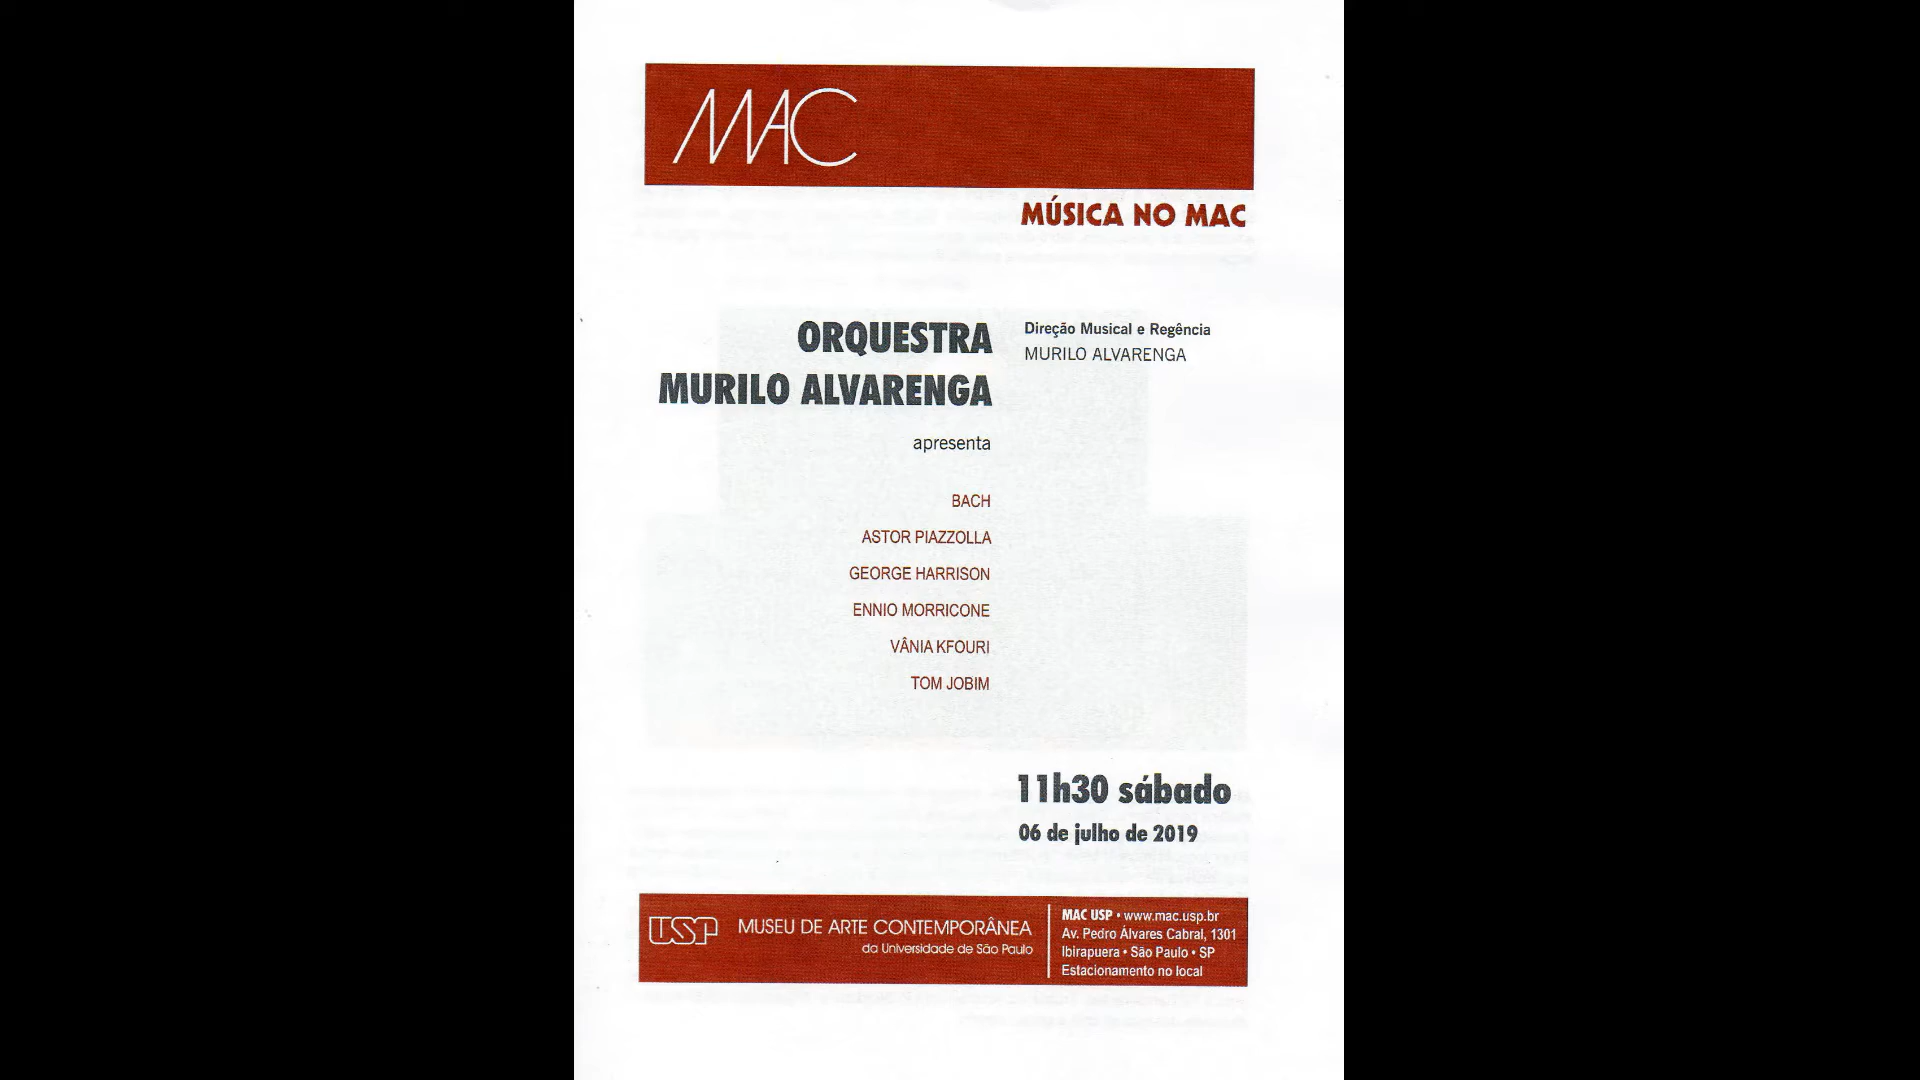 MAC
MÚSICA NO MAC
ORQUESTRA
MURILO ALVARENGA
apresenta
BACH
ASTOR PIAZZOLLA
GEORGE HARRISON
ENNIO MORRICONE
VÂNIA KFOURI
TOM JOBIM
Direção Musical e Regência
MURILO ALVARENGA
11h30 sábado
06 de julho de 2019
USP
MUSEU DE ARTE CONTEMPORÂNEA
da Universidade de São Paulo
MAC USP • www.mac.usp.br
Av. Pedro Álvares Cabral, 1301
Ibirapuera • São Paulo • SP
Estacionamento no local